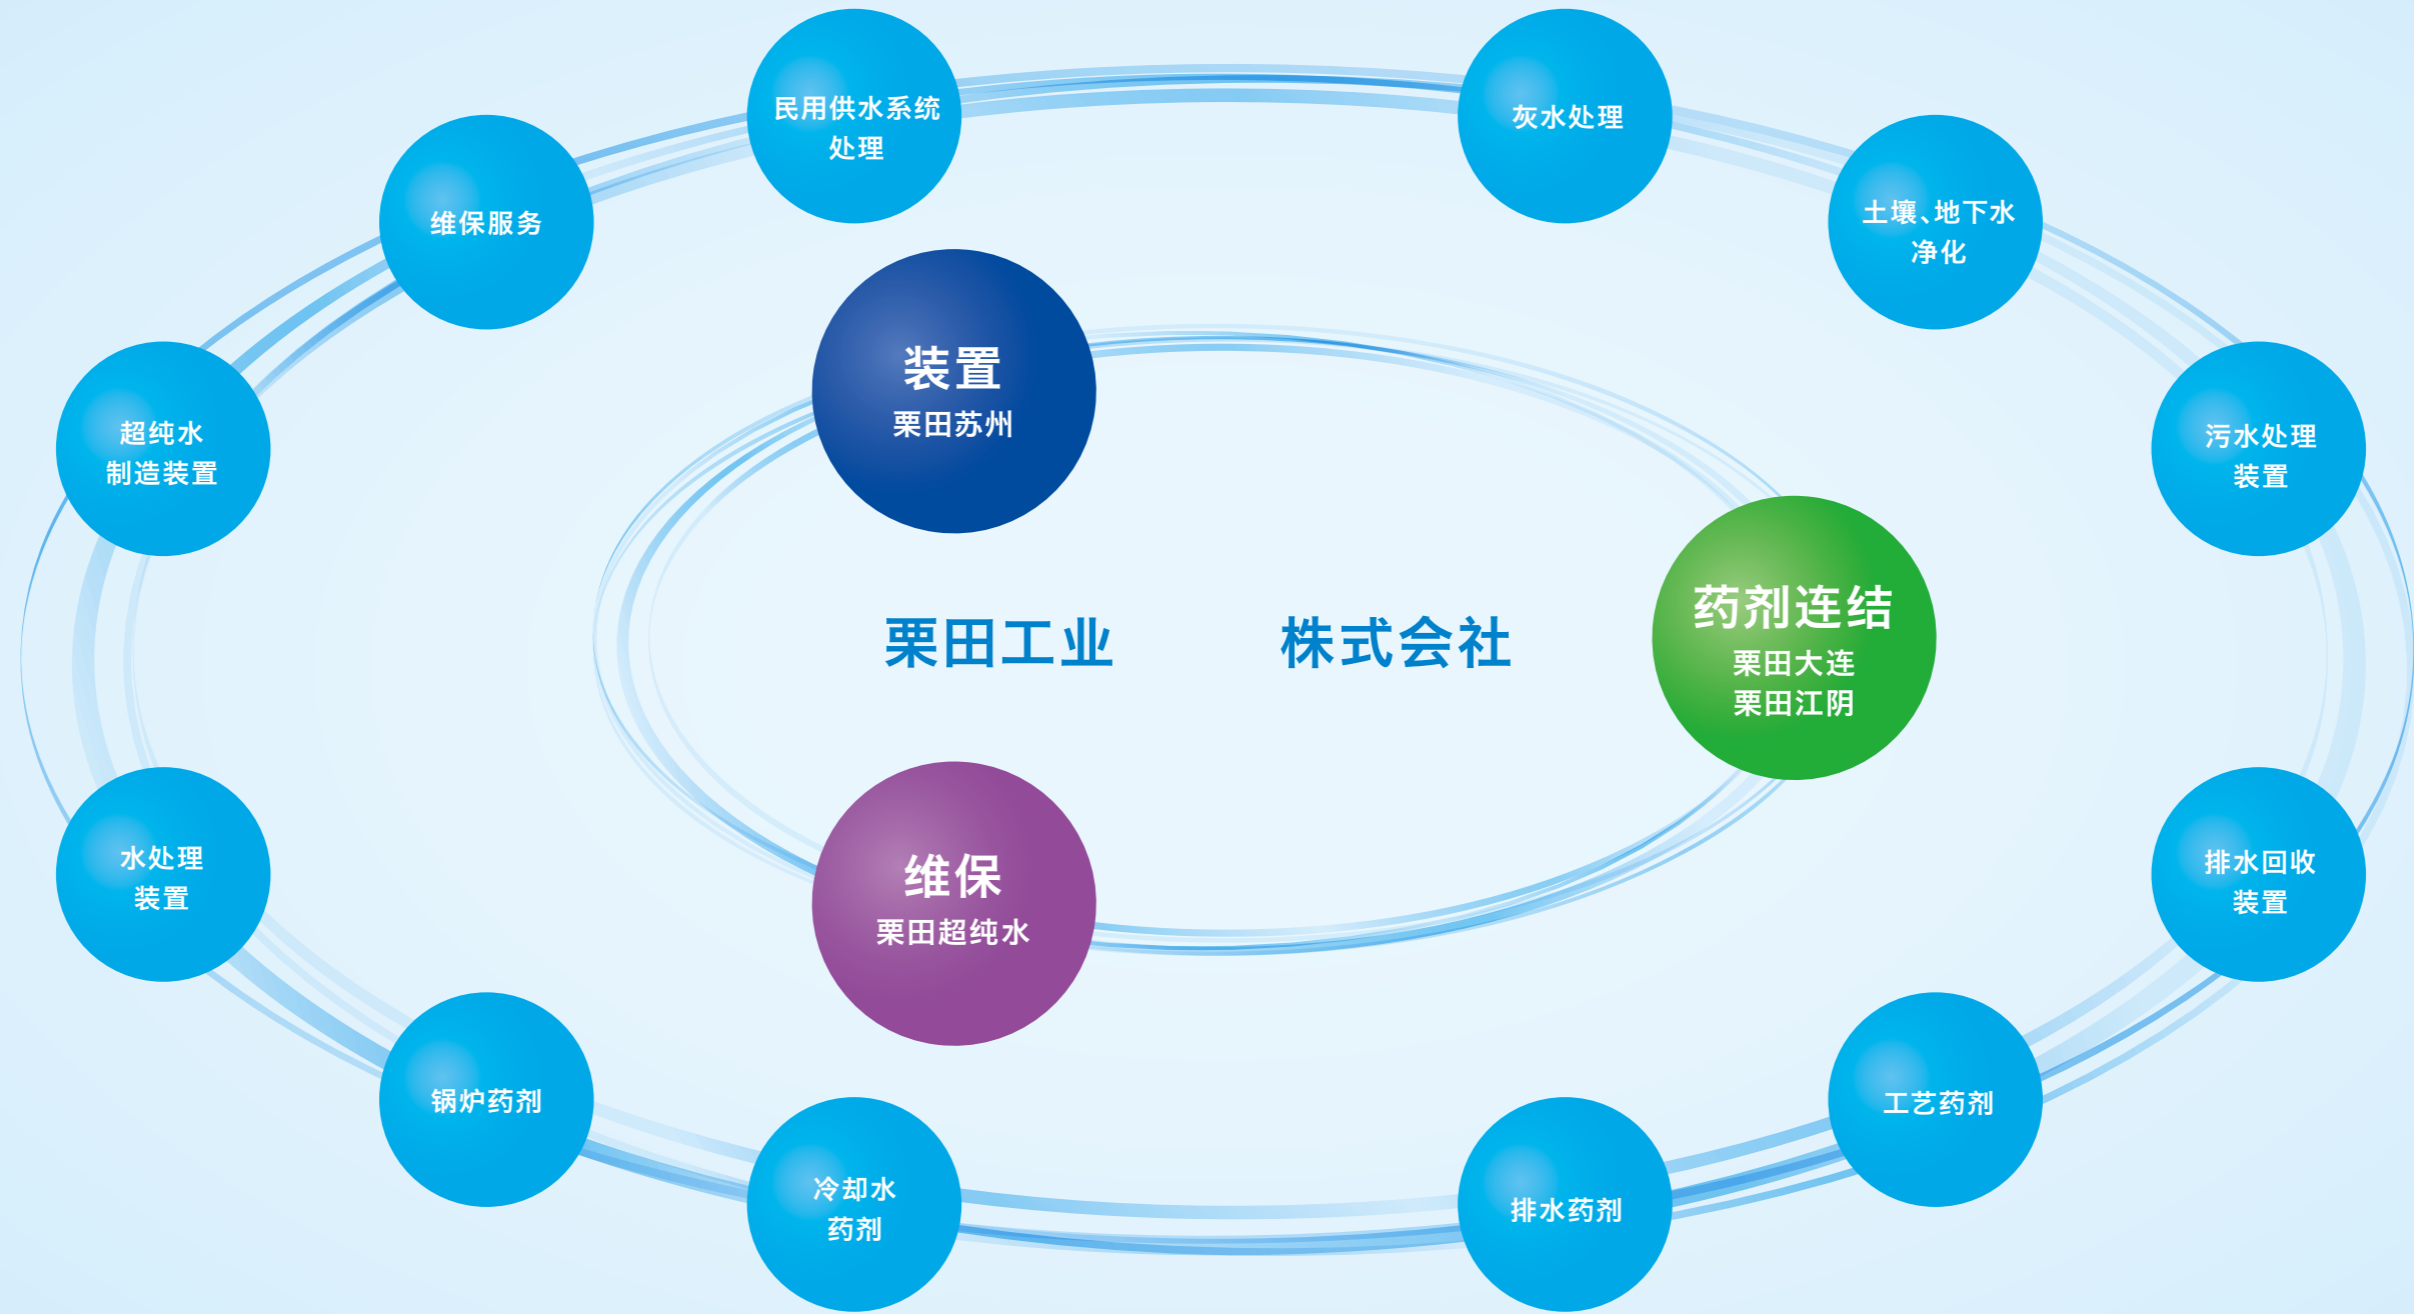 民用供水系统
处理
灰水处理
维保服务
土壤、地下水
净化
装置
栗田苏州
超纯水
制造装置
污水处理
装置
栗田工业 株式会社
药剂连结
栗田大连
栗田江阴
水处理
装置
维保
栗田超纯水
排水回收
装置
锅炉药剂
工艺药剂
冷却水
药剂
排水药剂